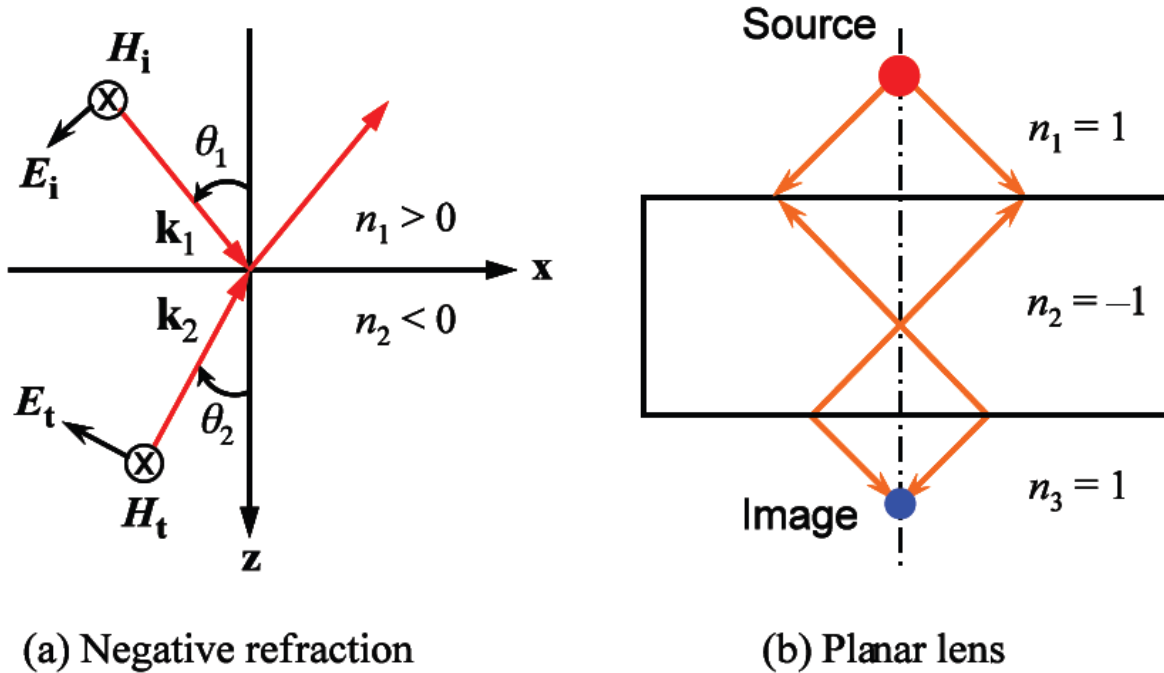 H_i
E_i
θ_1
k_1
n_1 > 0
x
k_2
n_2 < 0
E_t
θ_2
H_t
z
(a) Negative refraction
Source
n_1 = 1
n_2 = –1
n_3 = 1
Image
(b) Planar lens